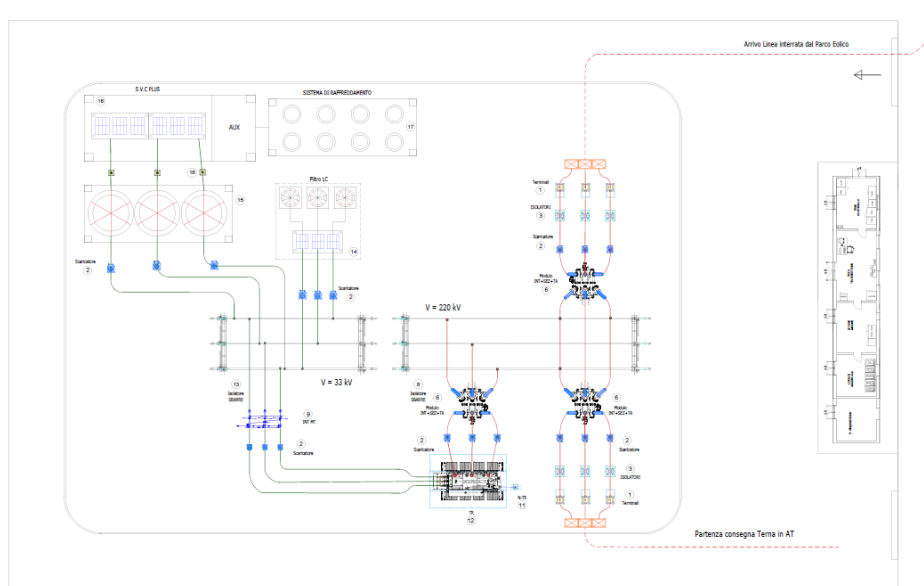 Arrivo Linea interrata dal Parco Eolico
S.V.C PLUS
SISTEMA DI RAFFREDDAMENTO
16
AUX
17
18
Filtro LC
15
14
Terminali
1
ISOLATORI
3
Scaricatore
2
Scaricatore
2
Scaricatore
2
Modulo
INT+SEZ+TA
6
V = 220 kV
V = 33 kV
13
Isolatore
SBARRE
8
Isolatore
SBARRE
6
Modulo
INT+SEZ+TA
6
Modulo
INT+SEZ+TA
9
INT MT
2
Scaricatore
2
Scaricatore
2
Scaricatore
3
ISOLATORI
1
Terminali
N-TR
11
TR
12
Partenza consegna Terna in AT